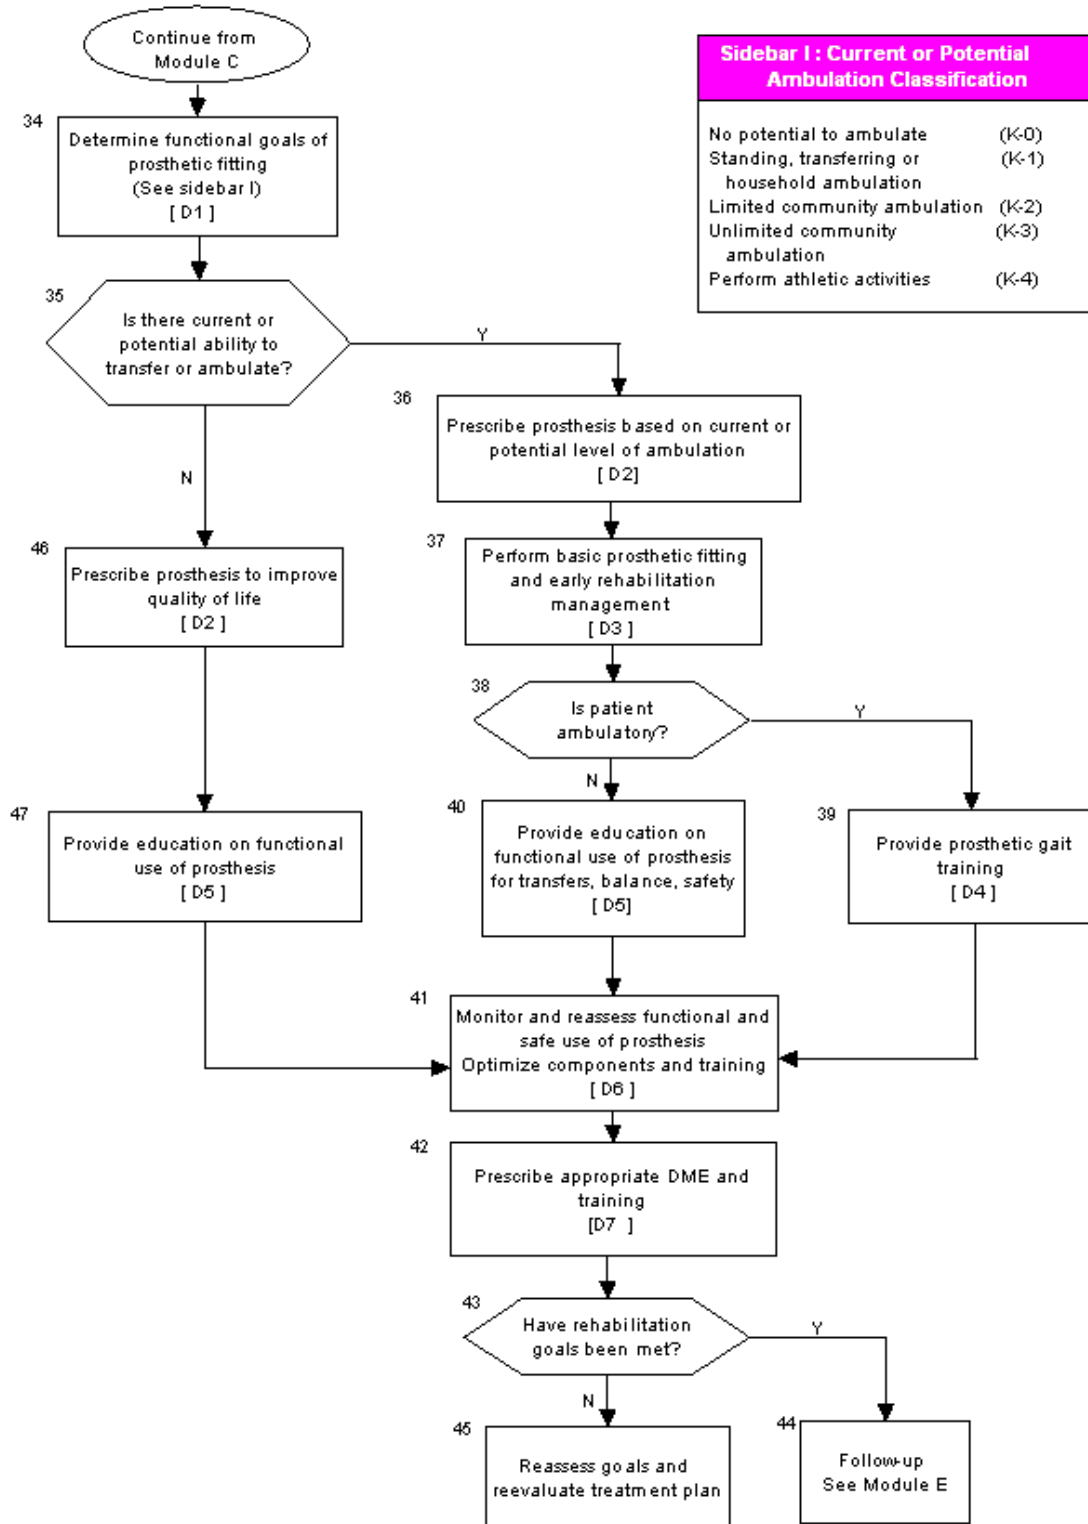 Continue from
Module C
Sidebar I : Current or Potential
Ambulation Classification
No potential to ambulate (K-0)
Standing, transferring or (K-1)
household ambulation
Limited community ambulation (K-2)
Unlimited community (K-3)
ambulation
Perform athletic activities (K-4)
34
Determine functional goals of
prosthetic fitting
(See sidebar I)
[ D1 ]
35
Is there current or
potential ability to
transfer or ambulate?
Y
N
36
Prescribe prosthesis based on current or
potential level of ambulation
[ D2]
46
Prescribe prosthesis to improve
quality of life
[ D2 ]
37
Perform basic prosthetic fitting
and early rehabilitation
management
[ D3 ]
38
Is patient
ambulatory?
Y
N
47
Provide education on functional
use of prosthesis
[ D5 ]
40
Provide education on
functional use of prosthesis
for transfers, balance, safety
[ D5]
39
Provide prosthetic gait
training
[ D4 ]
41
Monitor and reassess functional and
safe use of prosthesis
Optimize components and training
[ D6 ]
42
Prescribe appropriate DME and
training
[D7 ]
43
Have rehabilitation
goals been met?
Y
N
45
Reassess goals and
reevaluate treatment plan
44
Follow-up
See Module E